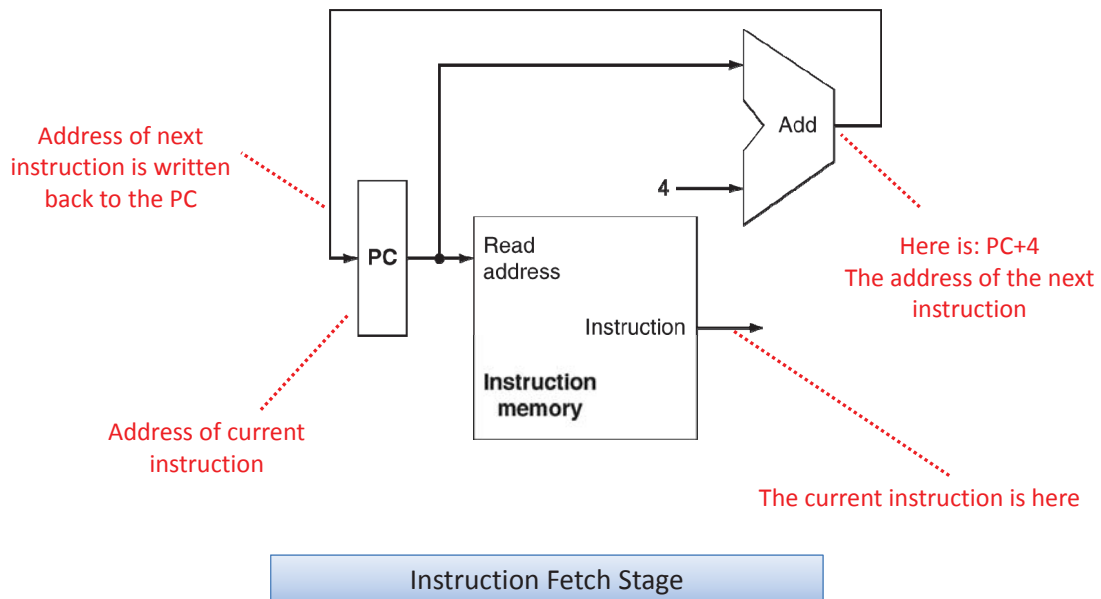 Address of next
instruction is written
back to the PC
Add
4
PC
Read
address
Instruction
Instruction
memory
Here is: PC+4
The address of the next
instruction
Address of current
instruction
The current instruction is here
Instruction Fetch Stage